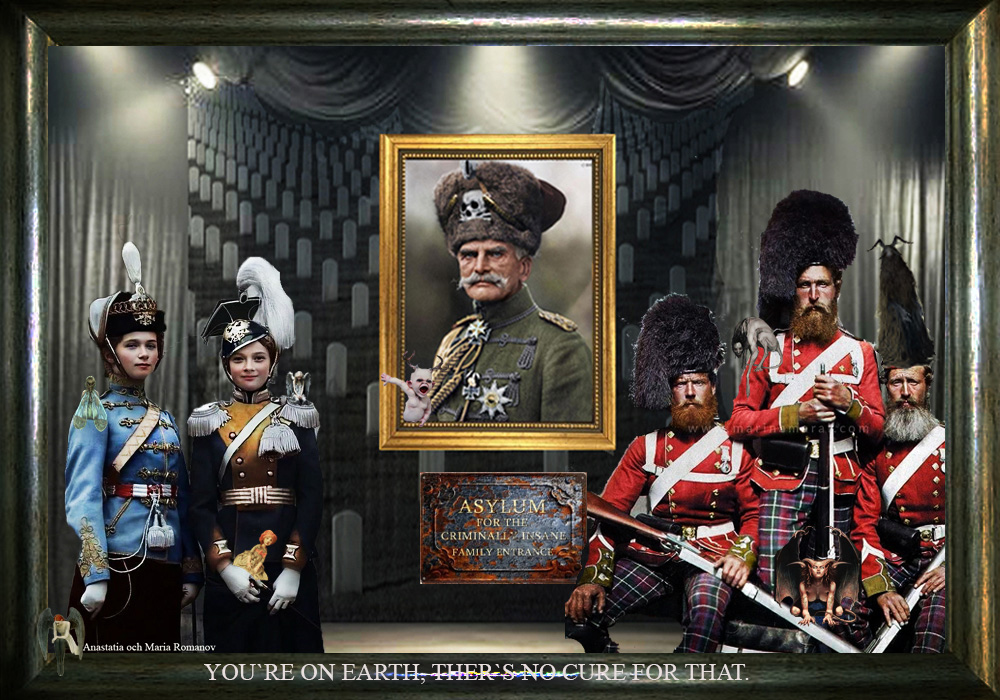 ASYLUM
FOR THE
CRIMINALLY INSANE
FAMILY ENTRANCE
Anastatia och Maria Romanov
YOU`RE ON EARTH, THER`S NO CURE FOR THAT.